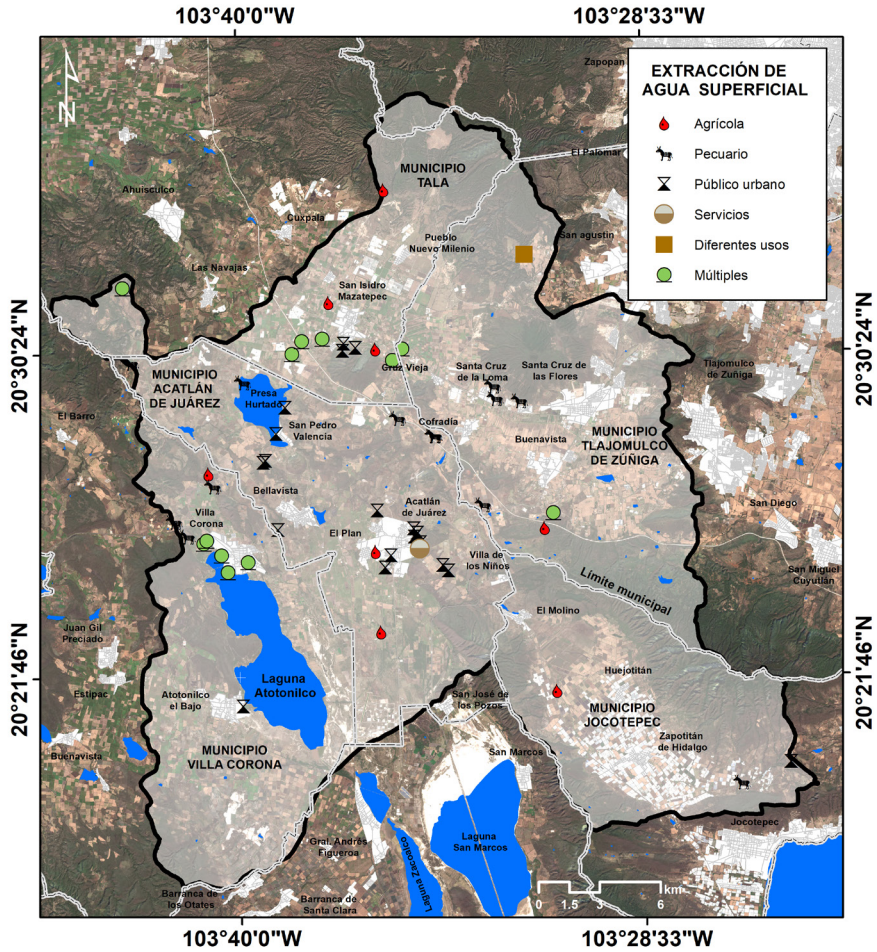 103°40'0"W
103°28'33"W
EXTRACCIÓN DE
AGUA SUPERFICIAL
Agrícola
Pecuario
Público urbano
Servicios
Diferentes usos
Múltiples
N
Zapopan
El Palomar
MUNICIPIO
TALA
Ahuisculco
Cuxpala
Pueblo
Nuevo Milenio
San agustin
Las Navajas
San Isidro
Mazatepec
20°30'24"N
20°30'24"N
MUNICIPIO
ACATLÁN
DE JUÁREZ
Cruz Vieja
Santa Cruz
de la Loma
Santa Cruz de
las Flores
Tlajomulco
de Zuñiga
Presa
Hurtado
El Barro
San Pedro
Valencia
Cofradía
Buenavista
MUNICIPIO
TLAJOMULCO
DE ZÚÑIGA
Bellavista
Villa
Corona
Acatlán
de Juárez
San Diego
El Plan
Villa de
los Niños
San Miguel
Cuyutlán
Límite municipal
El Molino
Juan Gil
Preciado
20°21'46"N
20°21'46"N
Huejotitán
Laguna
Atotonilco
Estipac
Atotonilco
el Bajo
San José de
los Pozos
MUNICIPIO
JOCOTEPEC
Zapotitán
de Hidalgo
Buenavista
MUNICIPIO
VILLA CORONA
San Marcos
Jocotepec
Gral. Andrés
Figueroa
Laguna
San Marcos
Laguna Zacoalco
Barranca de
los Otates
Barranca de
Santa Clara
0 1.5 3 6
km
103°40'0"W
103°28'33"W